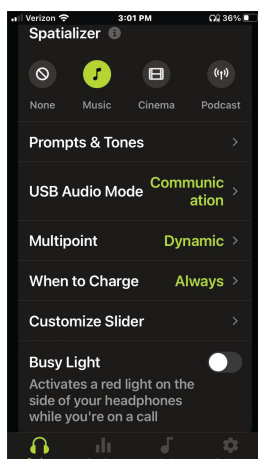 Verizon 3:01 PM 36%
Spatializer
None Music Cinema Podcast
Prompts & Tones
USB Audio Mode Communic
ation
Multipoint Dynamic
When to Charge Always
Customize Slider
Busy Light
Activates a red light on the
side of your headphones
while you're on a call